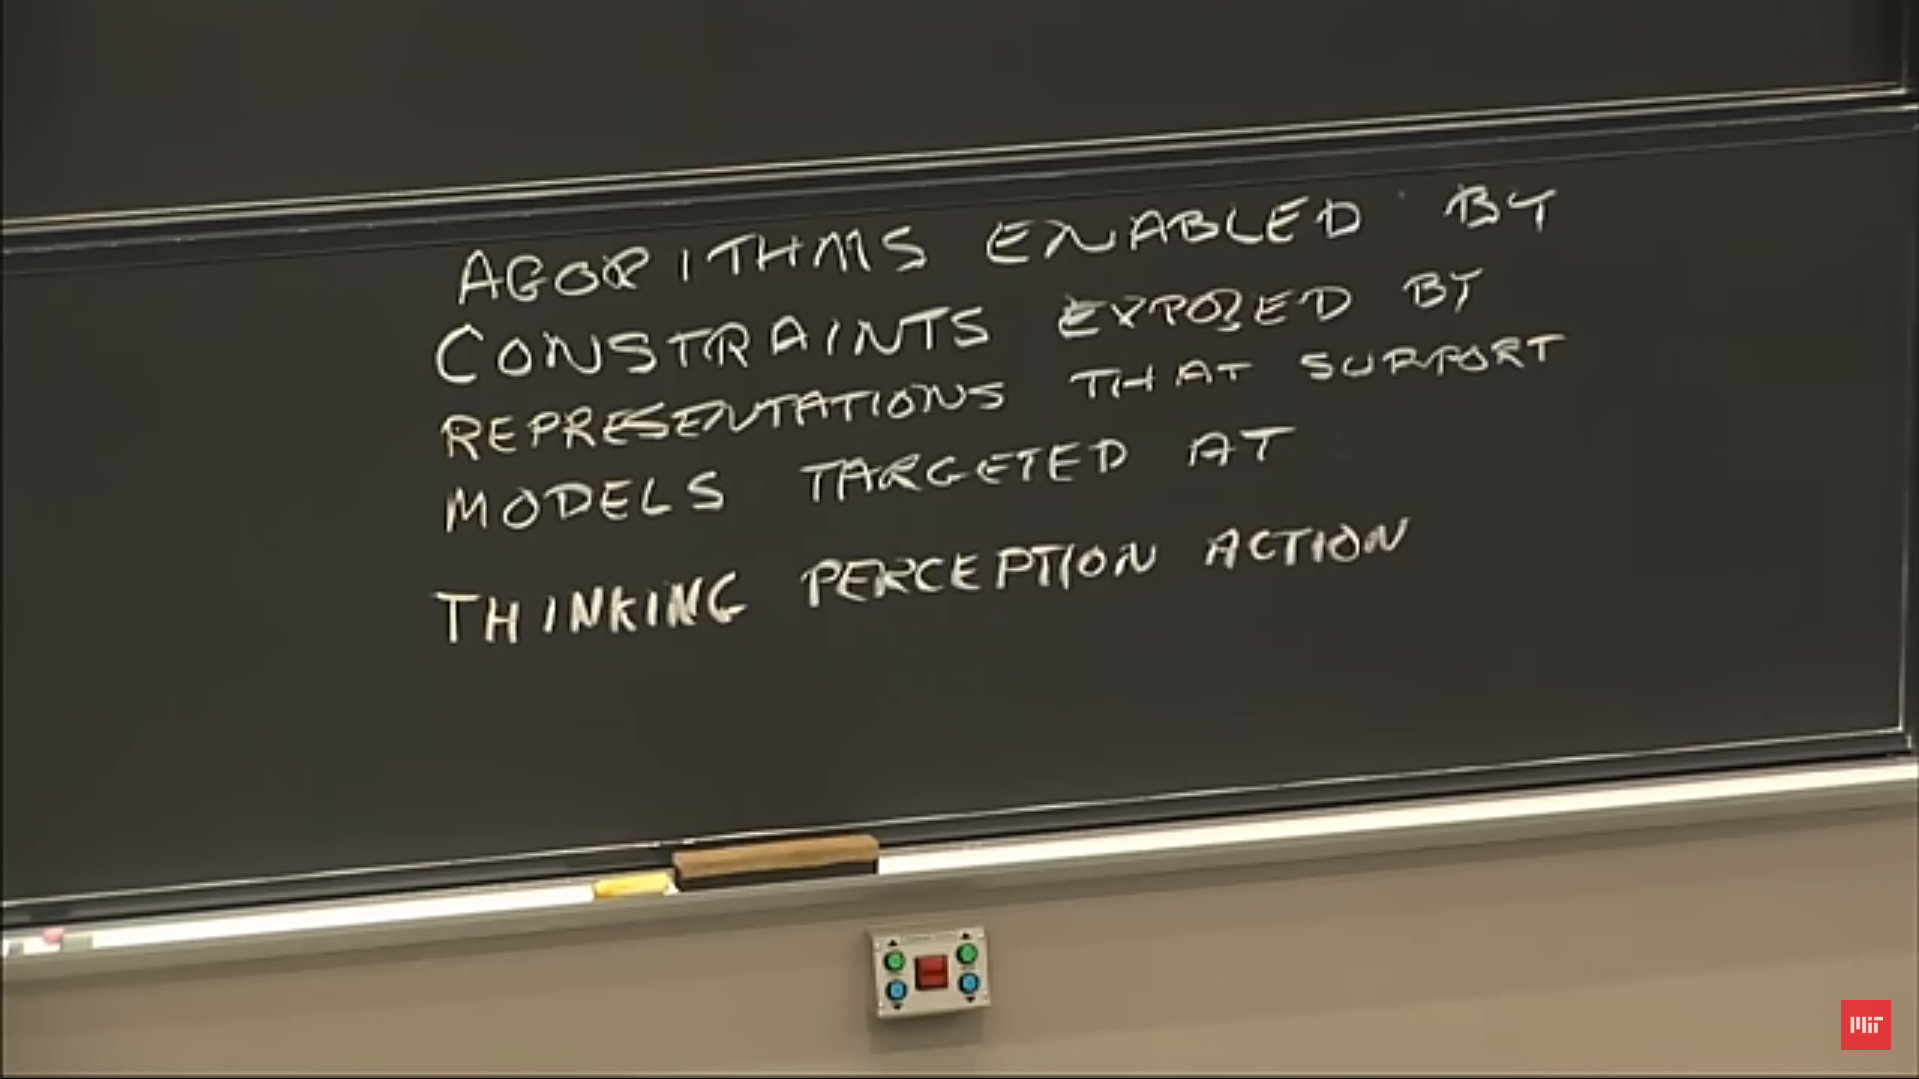 AGORITHMS ENABLED BY
CONSTRAINTS EXPOSED BY
REPRESENTATIONS THAT SUPPORT
MODELS TARGETED AT
THINKING PERCEPTION ACTION
MIT